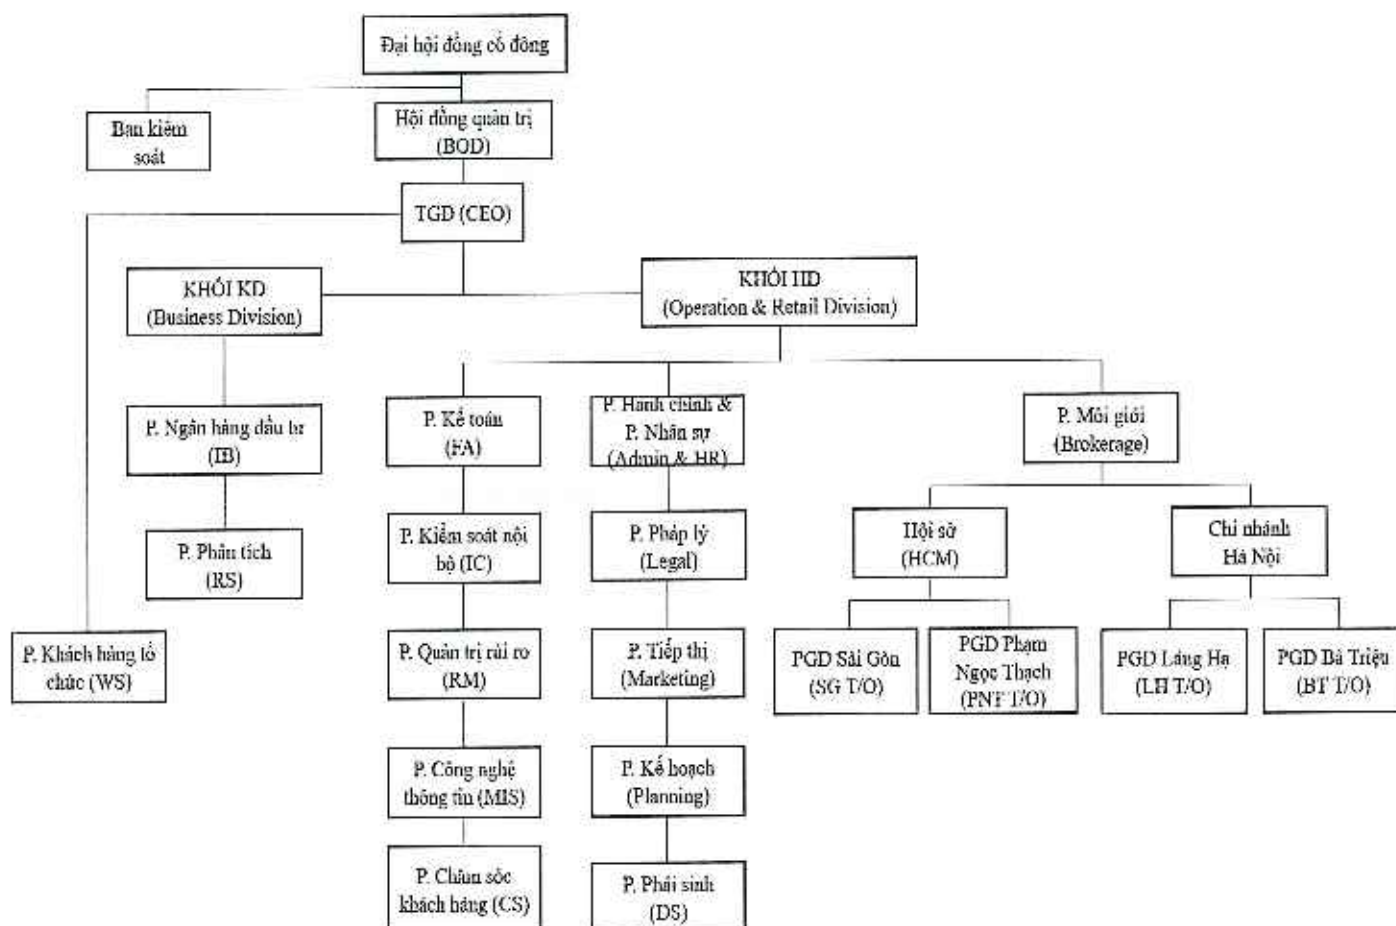 Đại hội đồng cổ đông
Hội đồng quản trị
(BOD)
Ban kiểm
soát
TGD (CEO)
KHỐI KD
(Business Division)
KHỐI HD
(Operation & Retail Division)
P. Ngân hàng đầu tư
(IB)
P. Kế toán
(FA)
P. Hành chính &
P. Nhân sự
(Admin & HR)
P. Môi giới
(Brokerage)
P. Phân tích
(RS)
P. Kiểm soát nội
bộ (IC)
P. Pháp lý
(Legal)
Hội sở
(HCM)
Chi nhánh
Hà Nội
P. Khách hàng tổ
chức (WS)
P. Quản trị rủi ro
(RM)
P. Tiếp thị
(Marketing)
PGD Sài Gòn
(SG T/O)
PGD Phạm
Ngọc Thạch
(PNT T/O)
PGD Láng Hạ
(LH T/O)
PGD Bà Triệu
(BT T/O)
P. Công nghệ
thông tin (MIS)
P. Kế hoạch
(Planning)
P. Chăm sóc
khách hàng (CS)
P. Phái sinh
(DS)